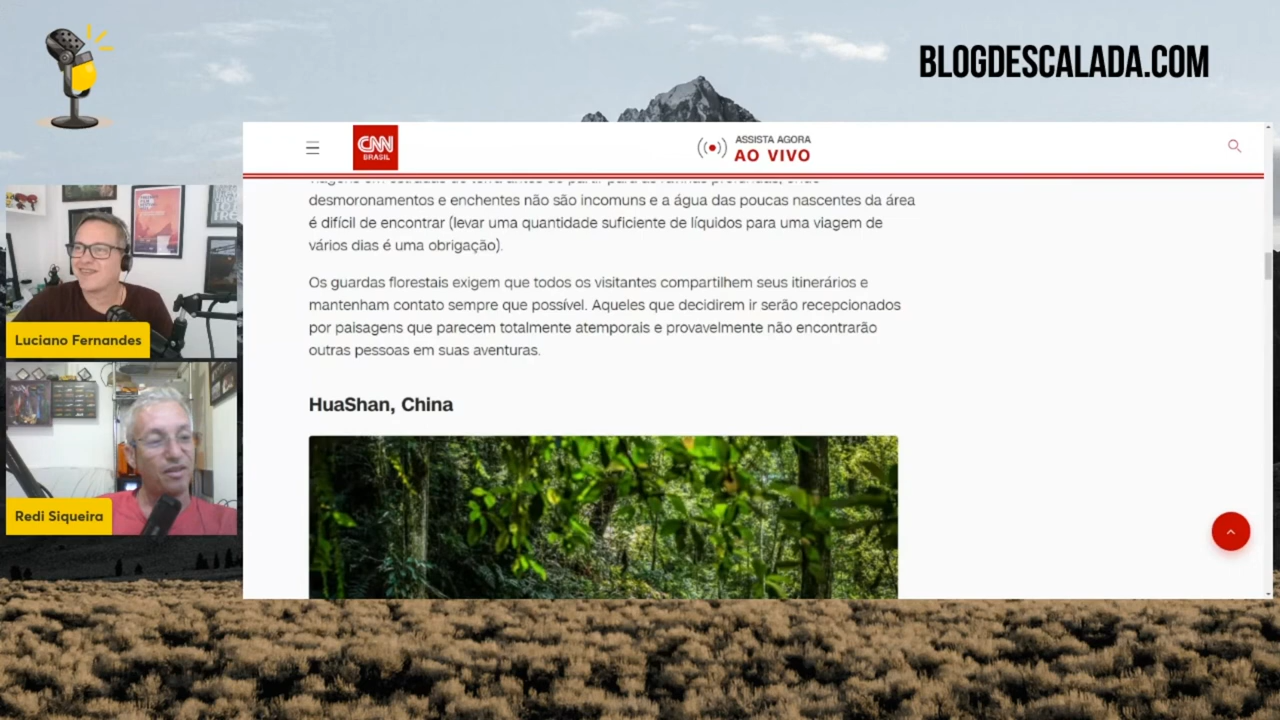 BLOGDESCALADA.COM
CNN
BRASIL
ASSISTA AGORA
AO VIVO
desmoronamentos e enchentes não são incomuns e a água das poucas nascentes da área
é difícil de encontrar (levar uma quantidade suficiente de líquidos para uma viagem de
vários dias é uma obrigação).
Os guardas florestais exigem que todos os visitantes compartilhem seus itinerários e
mantenham contato sempre que possível. Aqueles que decidirem ir serão recepcionados
por paisagens que parecem totalmente atemporais e provavelmente não encontrarão
outras pessoas em suas aventuras.
HuaShan, China
Luciano Fernandes
Redi Siqueira